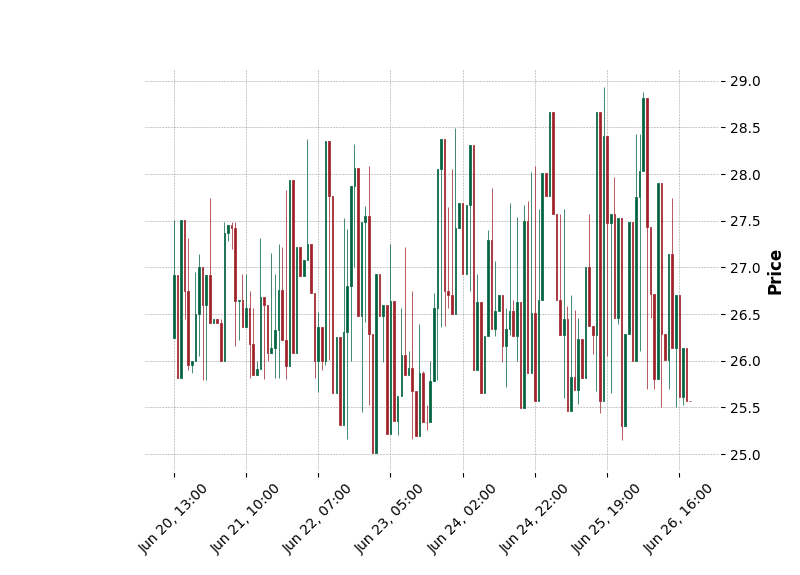 29.0
28.5
28.0
27.5
27.0
26.5
26.0
25.5
25.0
Price
Jun 20, 13:00
Jun 21, 10:00
Jun 22, 07:00
Jun 23, 05:00
Jun 24, 02:00
Jun 24, 22:00
Jun 25, 19:00
Jun 26, 16:00